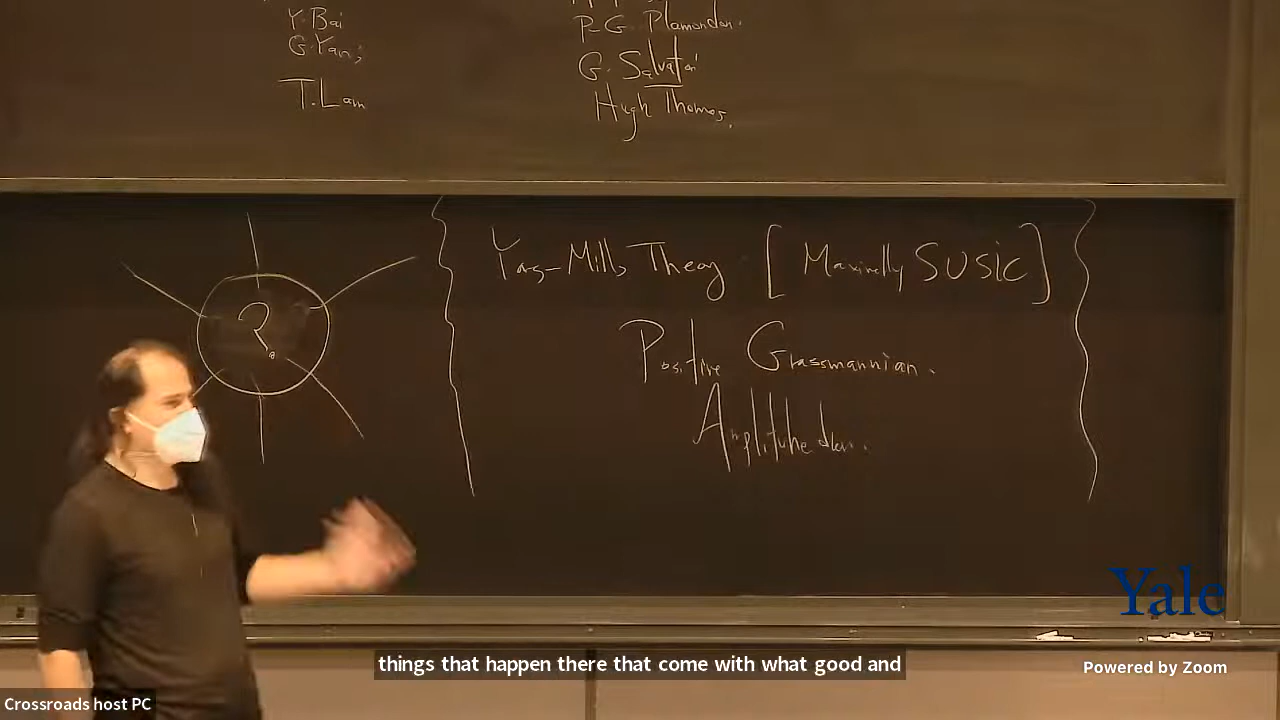 Y. Bai
G. Yan,
T. Lam
P-G. Plamondon.
G. Salvatori
Hugh Thomas.
?
Yang-Mills Theory [Maximally SUSic]
Positive Grassmannian.
Amplituhedron.
Yale
things that happen there that come with what good and
Powered by Zoom
Crossroads host PC